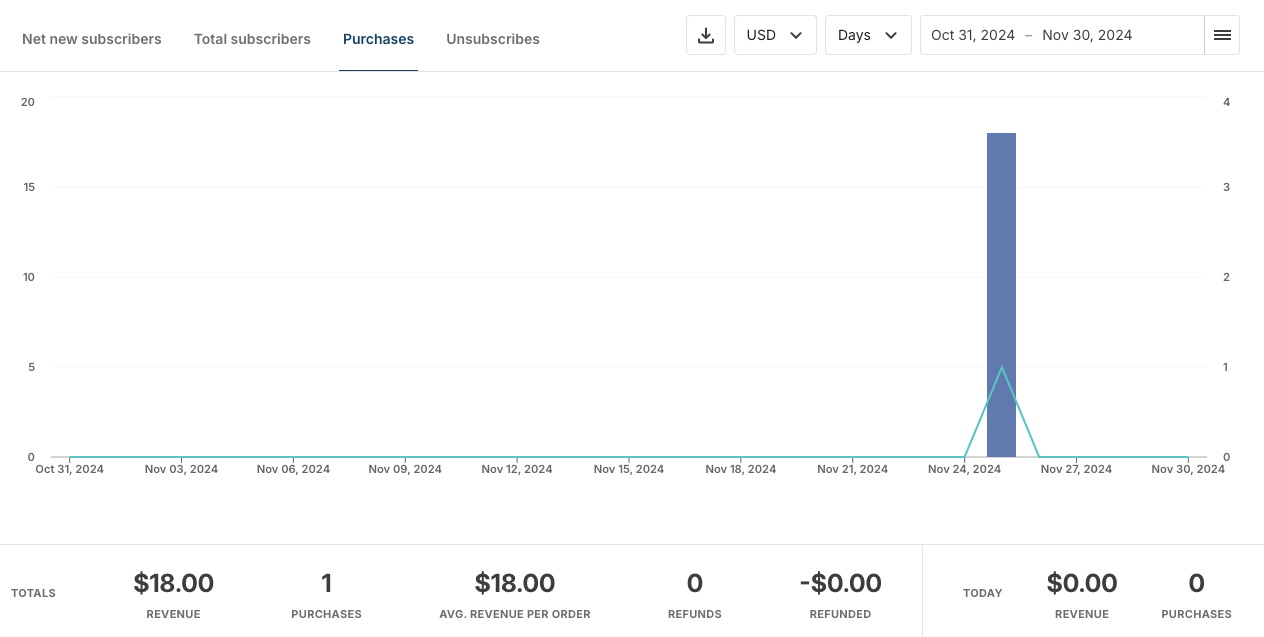 Net new subscribers Total subscribers Purchases Unsubscribes USD Days Oct 31, 2024 – Nov 30, 2024
20 4
15 3
10 2
5 1
0 0
Oct 31, 2024 Nov 03, 2024 Nov 06, 2024 Nov 09, 2024 Nov 12, 2024 Nov 15, 2024 Nov 18, 2024 Nov 21, 2024 Nov 24, 2024 Nov 27, 2024 Nov 30, 2024
TOTALS $18.00 1 $18.00 0 -$0.00 TODAY $0.00 0
REVENUE PURCHASES AVG. REVENUE PER ORDER REFUNDS REFUNDED REVENUE PURCHASES